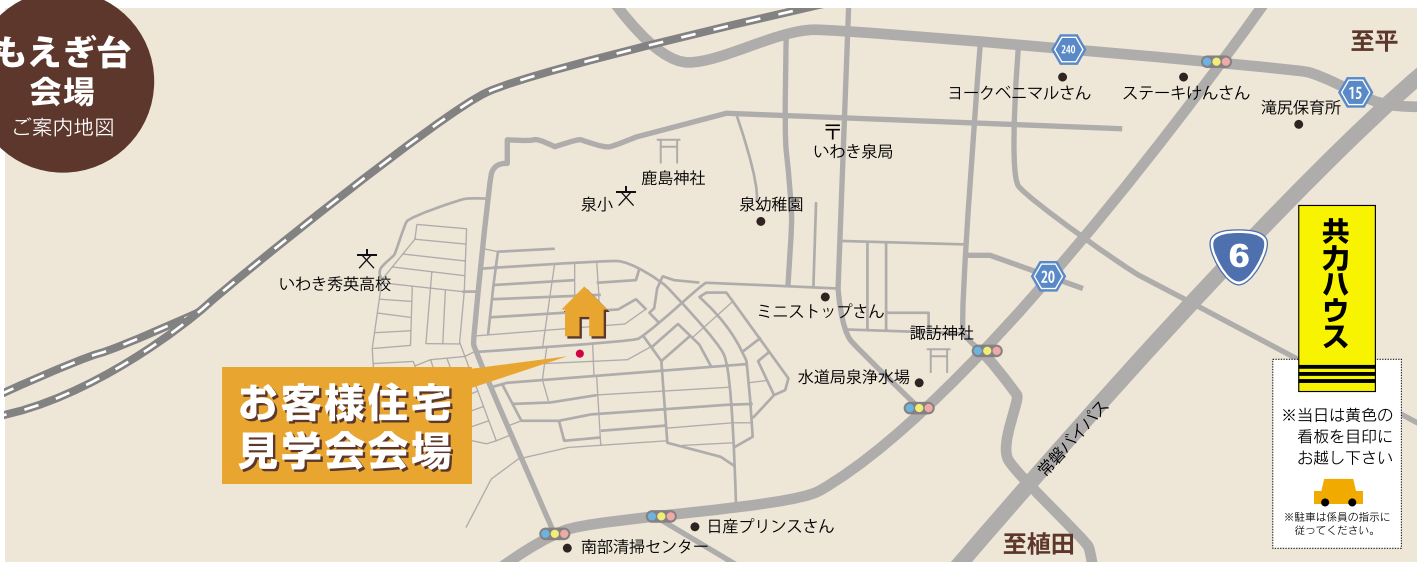 もえぎ台
会場
ご案内地図
至平
240
ヨークベニマルさん
ステーキけんさん
15
滝尻保育所
〒
いわき泉局
鹿島神社
泉小
泉幼稚園
いわき秀英高校
6
20
ミニストップさん
諏訪神社
水道局泉浄水場
お客様住宅
見学会会場
常磐バイパス
日産プリンスさん
南部清掃センター
至植田
共力ハウス
※当日は黄色の
看板を目印に
お越し下さい
※駐車は係員の指示に
従ってください。